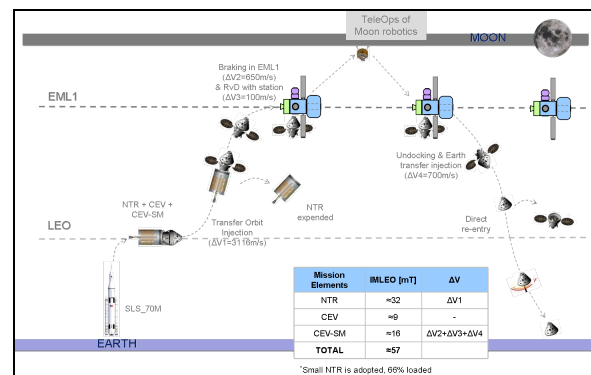 TeleOps of
Moon robotics
MOON
Braking in EML1
(ΔV2=650m/s)
& RvD with station
(ΔV3=100m/s)
EML1
Undocking & Earth
transfer injection
(ΔV4=700m/s)
NTR + CEV +
CEV-SM
NTR
expended
Transfer Orbit
Injection
(ΔV1=3116m/s)
Direct
re-entry
LEO
SLS_70M
EARTH
Mission Elements IMLEO [mT] ΔV
NTR ≈32 ΔV1
CEV ≈9 -
CEV-SM ≈16 ΔV2+ΔV3+ΔV4
TOTAL ≈57
*Small NTR is adopted, 66% loaded